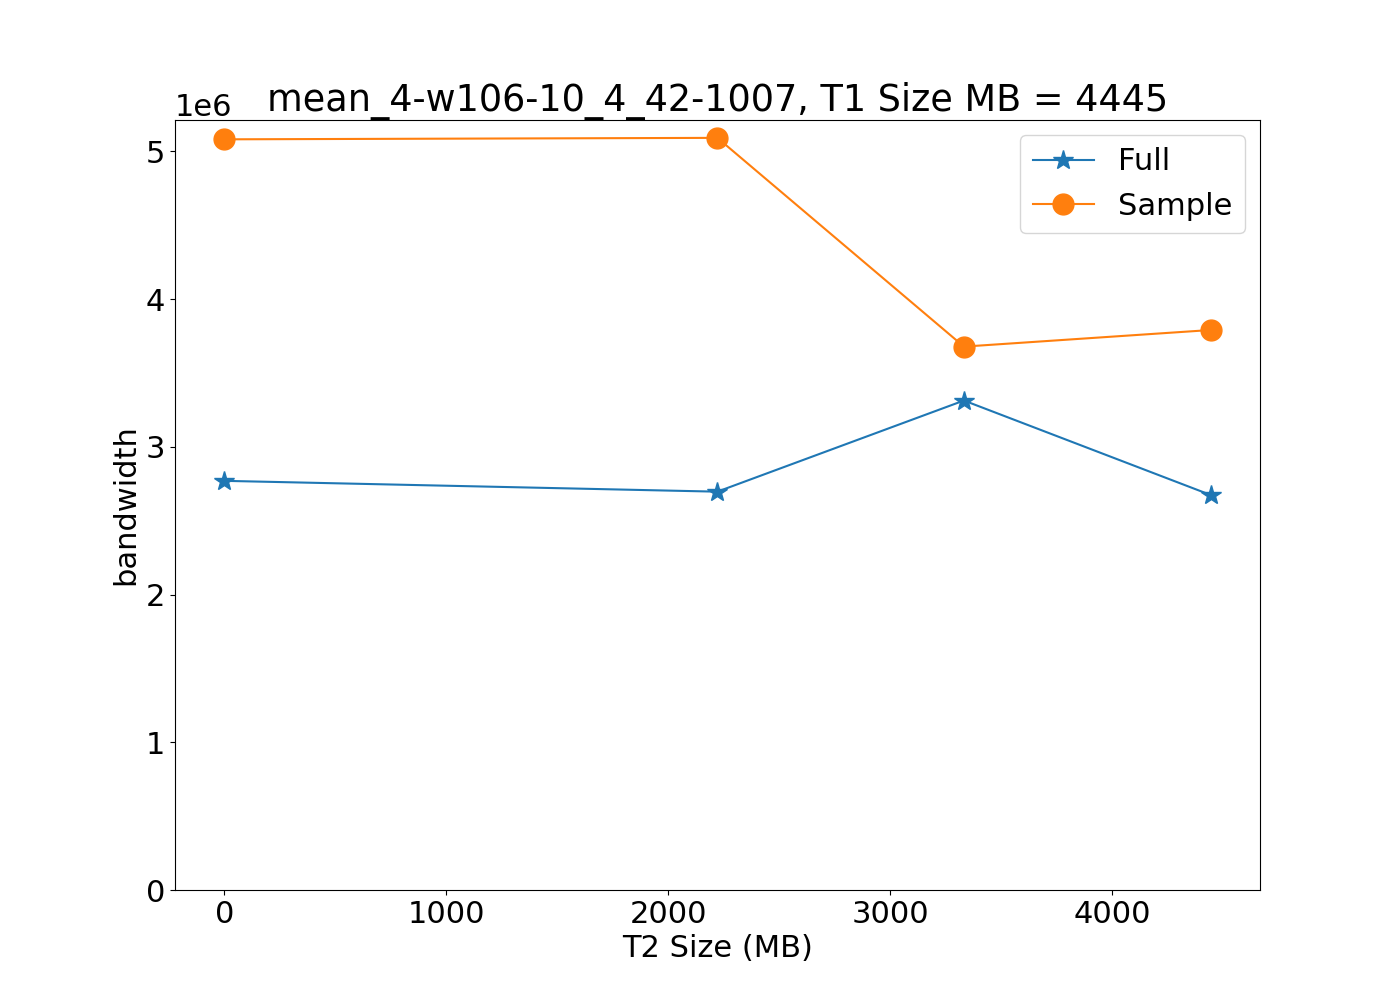 1e6
mean_4-w106-10_4_42-1007, T1 Size MB = 4445
Full
Sample
5
4
3
2
1
0
bandwidth
0 1000 2000 3000 4000
T2 Size (MB)